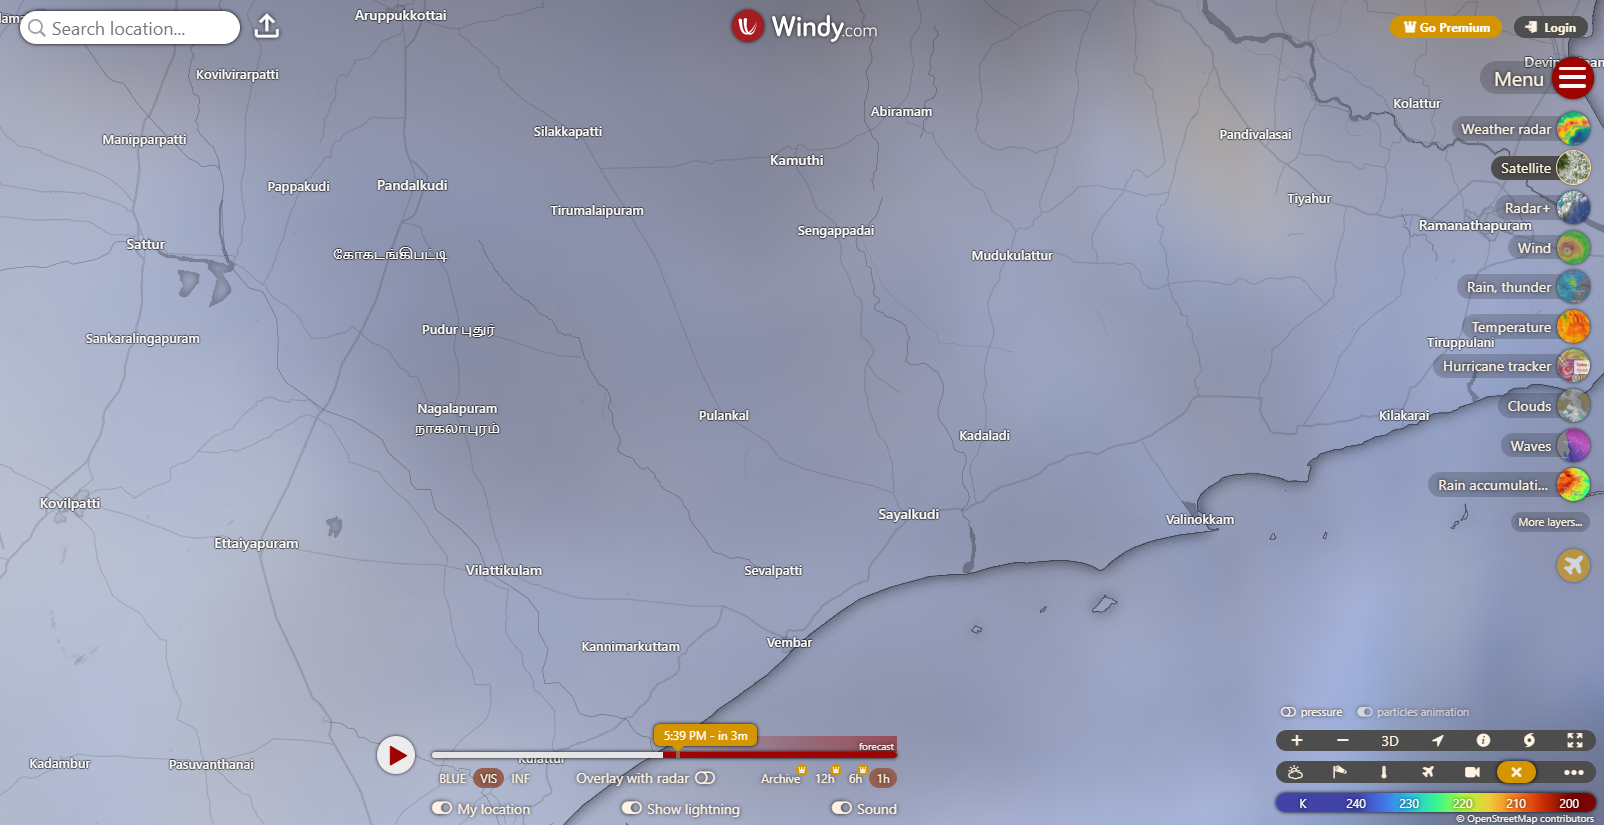 Search location...
Windy.com
Go Premium
Login
Menu
Weather radar
Satellite
Radar+
Wind
Rain, thunder
Temperature
Hurricane tracker
Clouds
Waves
Rain accumulati...
More layers...
Aruppukkottai
Kovilvirarpatti
Abiramam
Kolattur
Silakkapatti
Pandivalasai
Manipparpatti
Kamuthi
Pappakudi
Pandalkudi
Tiyahur
Tirumalaipuram
Sengappadai
Ramanathapuram
Sattur
கோகடங்கிபட்டி
Mudukulattur
Pudur புதுர்
Sankaralingapuram
Tiruppulani
Nagalapuram
நாகலாபுரம்
Pulankal
Kilakarai
Kadaladi
Kovilpatti
Sayalkudi
Valinokkam
Ettaiyapuram
Vilattikulam
Sevalpatti
Kannimarkuttam
Vembar
Kadambur
Pasuvanthanai
Kulattur
5:39 PM - in 3m
forecast
BLUE VIS INF
Overlay with radar
Archive 12h 6h 1h
My location
Show lightning
Sound
pressure
particles animation
3D
K 240 230 220 210 200
© OpenStreetMap contributors